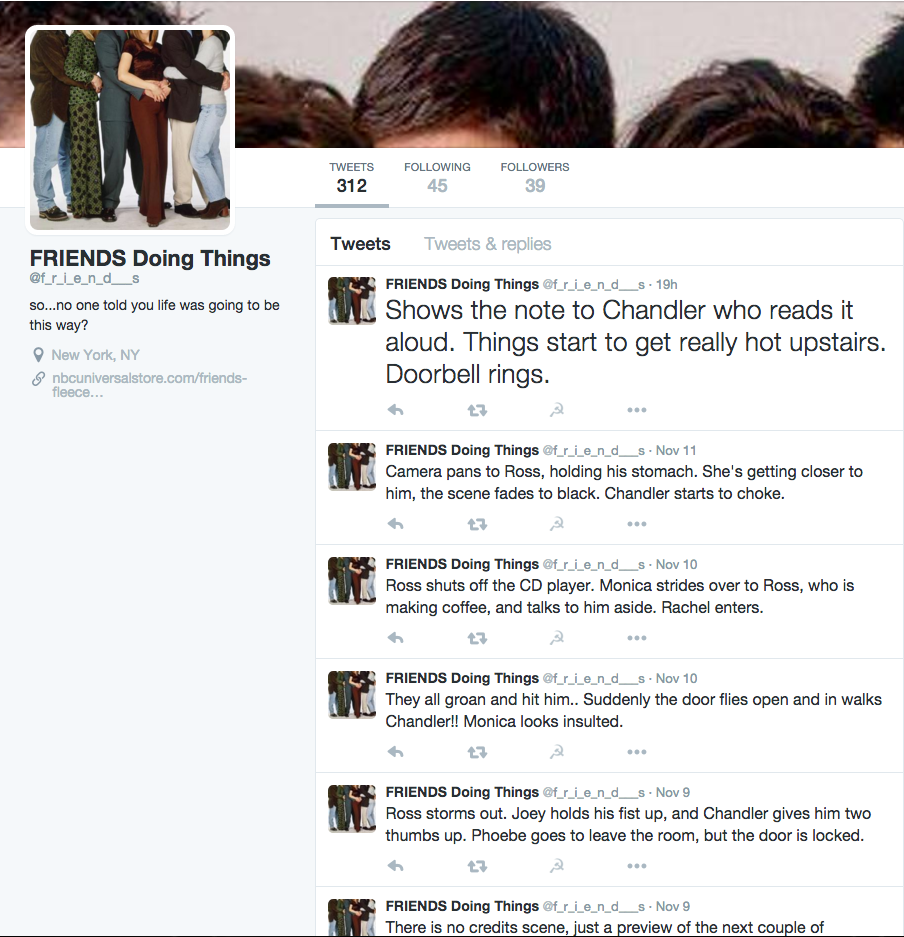 TWEETS FOLLOWING FOLLOWERS
312 45 39
FRIENDS Doing Things
@f_r_i_e_n_d___s
so...no one told you life was going to be
this way?
New York, NY
nbcuniversalstore.com/friends-
fleece…
Tweets Tweets & replies
FRIENDS Doing Things @f_r_i_e_n_d___s · 19h
Shows the note to Chandler who reads it
aloud. Things start to get really hot upstairs.
Doorbell rings.
FRIENDS Doing Things @f_r_i_e_n_d___s · Nov 11
Camera pans to Ross, holding his stomach. She's getting closer to
him, the scene fades to black. Chandler starts to choke.
FRIENDS Doing Things @f_r_i_e_n_d___s · Nov 10
Ross shuts off the CD player. Monica strides over to Ross, who is
making coffee, and talks to him aside. Rachel enters.
FRIENDS Doing Things @f_r_i_e_n_d___s · Nov 10
They all groan and hit him.. Suddenly the door flies open and in walks
Chandler!! Monica looks insulted.
FRIENDS Doing Things @f_r_i_e_n_d___s · Nov 9
Ross storms out. Joey holds his fist up, and Chandler gives him two
thumbs up. Phoebe goes to leave the room, but the door is locked.
FRIENDS Doing Things @f_r_i_e_n_d___s · Nov 9
There is no credits scene, just a preview of the next couple of